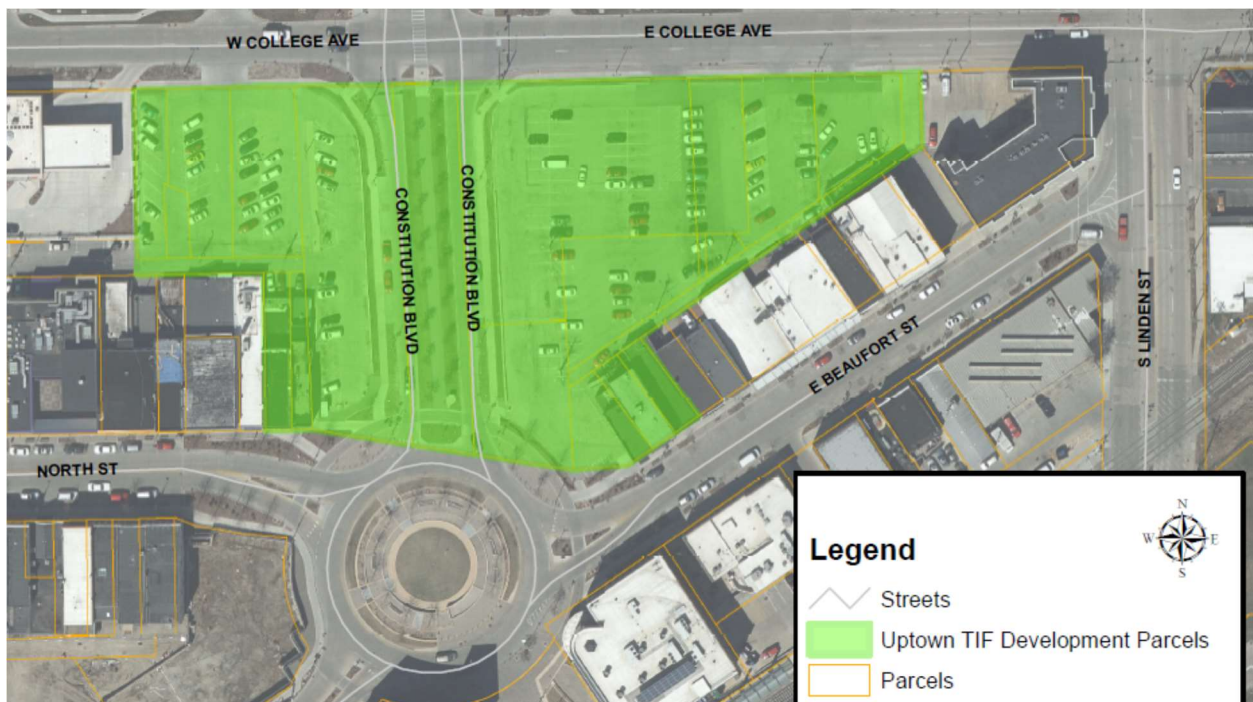 W COLLEGE AVE
E COLLEGE AVE
CONSTITUTION BLVD
CONSTITUTION BLVD
E BEAUFORT ST
S LINDEN ST
NORTH ST
Legend
N
W E
S
Streets
Uptown TIF Development Parcels
Parcels